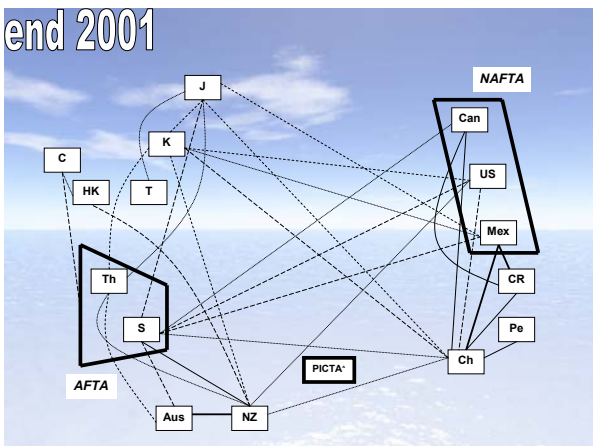 end 2001
NAFTA
J
Can
K
C
US
HK
T
Mex
Th
CR
S
Pe
Ch
PICTA*
AFTA
Aus
NZ